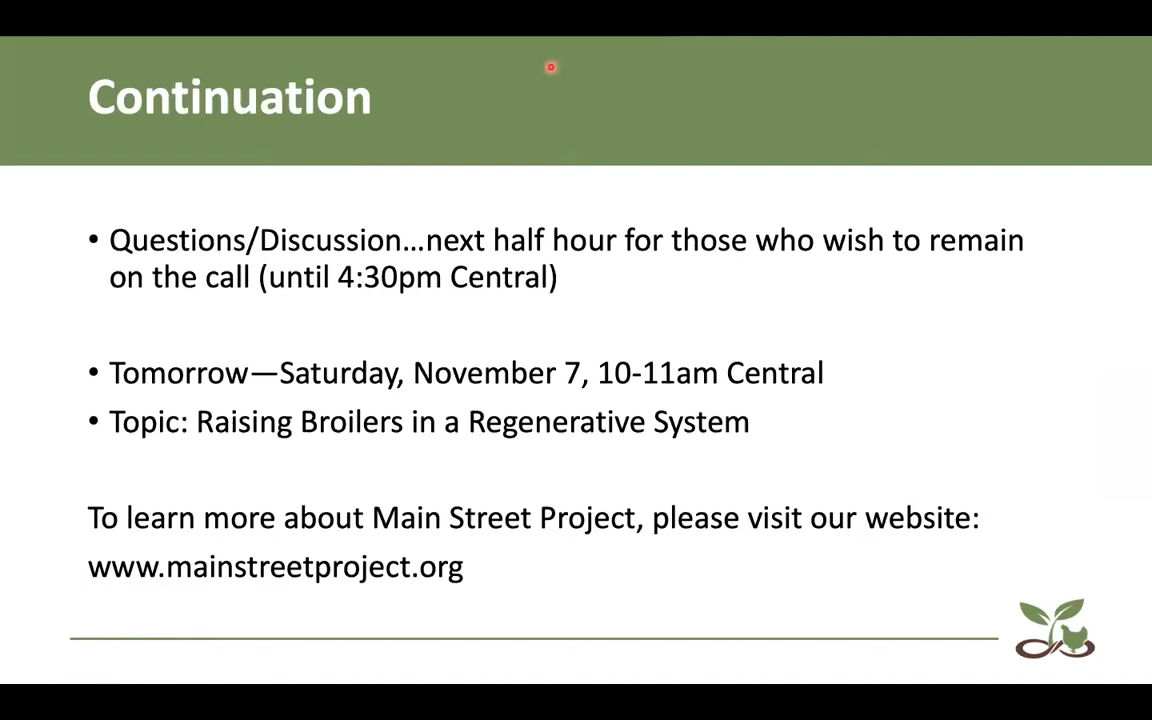 Continuation
• Questions/Discussion...next half hour for those who wish to remain
on the call (until 4:30pm Central)
• Tomorrow—Saturday, November 7, 10-11am Central
• Topic: Raising Broilers in a Regenerative System
To learn more about Main Street Project, please visit our website:
www.mainstreetproject.org